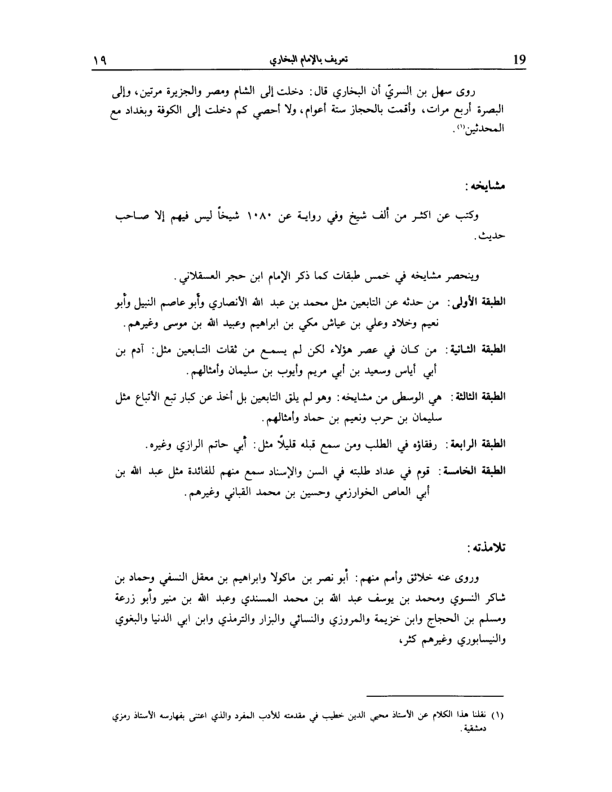 19 تعريف بالإمام البخاري ١٩
روى سهل بن السريّ أن البخاري قال: دخلت إلى الشام ومصر والجزيرة مرتين، وإلى
البصرة أربع مرات، وأقمت بالحجاز ستة أعوام، ولا أحصي كم دخلت إلى الكوفة وبغداد مع
المحدثين(١).
مشايخه:
وكتب عن اكثر من ألف شيخ وفي رواية عن ١٠٨٠ شيخاً ليس فيهم إلا صاحب
حديث.
وينحصر مشايخه في خمس طبقات كما ذكر الإمام ابن حجر العسقلاني.
الطبقة الأولى: من حدثه عن التابعين مثل محمد بن عبد الله الأنصاري وأبو عاصم النبيل وأبو
نعيم وخلاد وعلي بن عياش مكي بن ابراهيم وعبيد الله بن موسى وغيرهم.
الطبقة الثانية: من كان في عصر هؤلاء لكن لم يسمع من ثقات التابعين مثل: آدم بن
أبي أياس وسعيد بن أبي مريم وأيوب بن سليمان وأمثالهم.
الطبقة الثالثة: هي الوسطى من مشايخه: وهو لم يلق التابعين بل أخذ عن كبار تبع الأتباع مثل
سليمان بن حرب ونعيم بن حماد وأمثالهم.
الطبقة الرابعة: رفقاؤه في الطلب ومن سمع قبله قليلًا مثل: أبي حاتم الرازي وغيره.
الطبقة الخامسة: قوم في عداد طلبته في السن والإسناد سمع منهم للفائدة مثل عبد الله بن
أبي العاص الخوارزمي وحسين بن محمد القباني وغيرهم.
تلامذته:
وروى عنه خلائق وأمم منهم: أبو نصر بن ماكولا وابراهيم بن معقل النسفي وحماد بن
شاكر النسوي ومحمد بن يوسف عبد الله بن محمد المسندي وعبد الله بن منير وأبو زرعة
ومسلم بن الحجاج وابن خزيمة والمروزي والنسائي والبزار والترمذي وابن ابي الدنيا والبغوي
والنيسابوري وغيرهم كثر،
(١) نقلنا هذا الكلام عن الأستاذ محيي الدين خطيب في مقدمته للأدب المفرد والذي اعتنى بفهارسه الأستاذ رمزي
دمشقية.